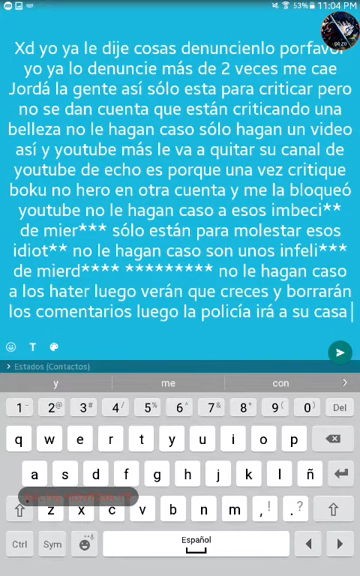 53% 11:04 PM
Xd yo ya le dije cosas denuncienlo porfavor
yo ya lo denuncie más de 2 veces me cae
Jordá la gente así sólo esta para criticar pero
no se dan cuenta que están criticando una
belleza no le hagan caso sólo hagan un video
así y youtube más le va a quitar su canal de
youtube de echo es porque una vez critique
boku no hero en otra cuenta y me la bloqueó
youtube no le hagan caso a esos imbeci**
de mier*** sólo están para molestar esos
idiot** no le hagan caso son unos infeli***
de mierd**** ********* no le hagan caso
a los hater luego verán que creces y borrarán
los comentarios luego la policía irá a su casa
T
> Estados (Contactos)
y me con >
1 ~ 2 @ 3 # 4 / 5 % 6 ^ 7 & 8 * 9 ( 0 ) Del
q w e r t y u i o p
a s d f g h j k l ñ
z x c v b n m , ! . ?
Ctrl Sym Español